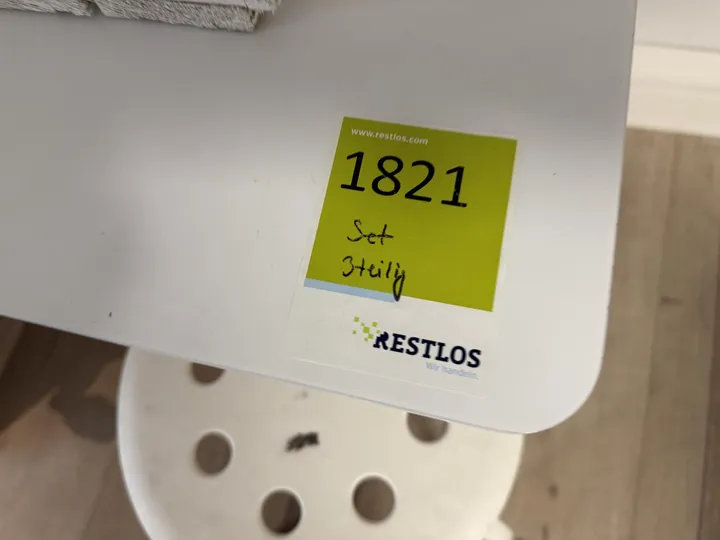 www.restlos.com
1821
Set
3teilig
RESTLOS
Wir handeln.